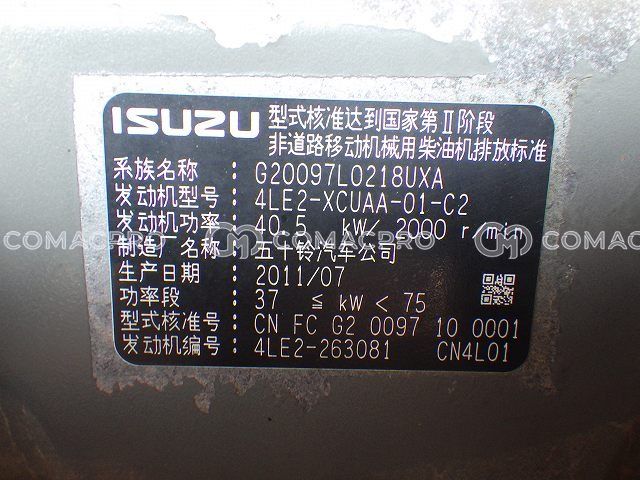 ISUZU 型式核准达到国家第Ⅱ阶段
非道路移动机械用柴油机排放标准
系族名称 : G20097L0218UXA
发动机型号 : 4LE2-XCUAA-01-C2
发动机功率 : 40.5 kW/ 2000 r/min
制造厂名称 : 五十铃汽车公司
生产日期 : 2011/07
功率段 : 37 ≦ kW < 75
型式核准号 : CN FC G2 0097 10 0001
发动机编号 : 4LE2-263081 CN4L01
COMACPRO COMACPRO COMACPRO